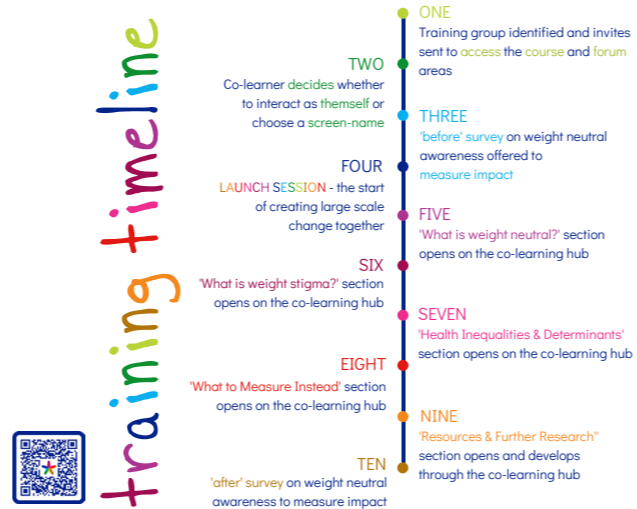 training timeline
ONE
Training group identified and invites
sent to access the course and forum
areas
TWO
Co-learner decides whether
to interact as themself or
choose a screen-name
THREE
'before' survey on weight neutral
awareness offered to
measure impact
FOUR
LAUNCH SESSION - the start
of creating large scale
change together
FIVE
'What is weight neutral?' section
opens on the co-learning hub
SIX
'What is weight stigma?' section
opens on the co-learning hub
SEVEN
'Health Inequalities & Determinants'
section opens on the co-learning hub
EIGHT
'What to Measure Instead' section
opens on the co-learning hub
NINE
'Resources & Further Research"
section opens and develops
through the co-learning hub
TEN
'after' survey on weight neutral
awareness to measure impact